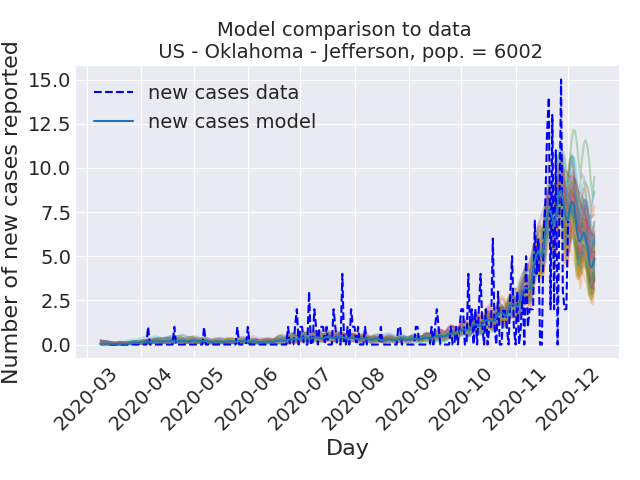 Model comparison to data
US - Oklahoma - Jefferson, pop. = 6002
Number of new cases reported
15.0
12.5
10.0
7.5
5.0
2.5
0.0
new cases data
new cases model
2020-03
2020-04
2020-05
2020-06
2020-07
2020-08
2020-09
2020-10
2020-11
2020-12
Day